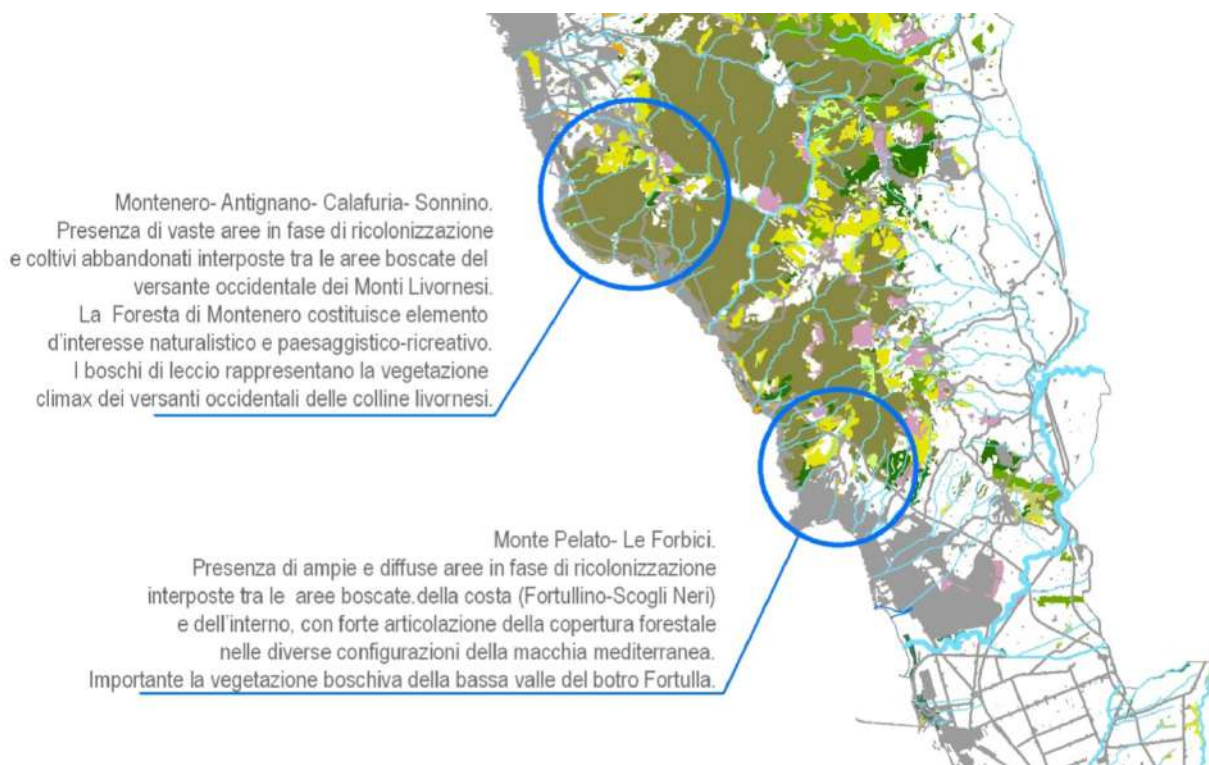 Montenero- Antignano- Calafuria- Sonnino.
Presenza di vaste aree in fase di ricolonizzazione
e coltivi abbandonati interposte tra le aree boscate del
versante occidentale dei Monti Livornesi.
La Foresta di Montenero costituisce elemento
d'interesse naturalistico e paesaggistico-ricreativo.
I boschi di leccio rappresentano la vegetazione
climax dei versanti occidentali delle colline livornesi.
Monte Pelato- Le Forbici.
Presenza di ampie e diffuse aree in fase di ricolonizzazione
interposte tra le aree boscate.della costa (Fortullino-Scogli Neri)
e dell'interno, con forte articolazione della copertura forestale
nelle diverse configurazioni della macchia mediterranea.
Importante la vegetazione boschiva della bassa valle del botro Fortulla.